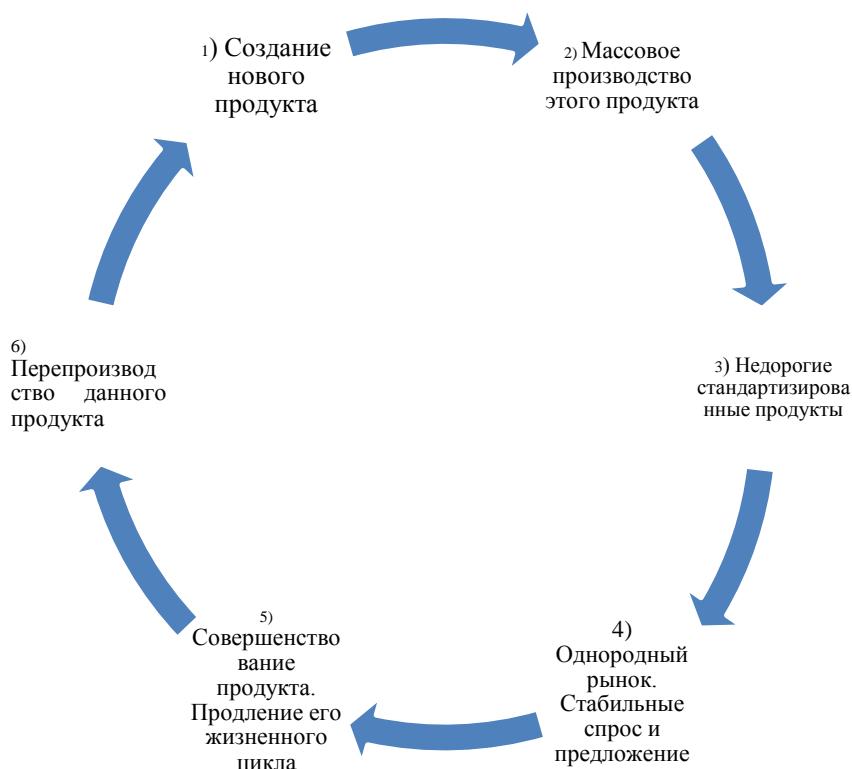 1) Создание
нового
продукта
2) Массовое
производство
этого продукта
3) Недорогие
стандартизирова
нные продукты
4)
Однородный
рынок.
Стабильные
спрос и
предложение
5)
Совершенство
вание
продукта.
Продление его
жизненного
цикла
6)
Перепроизвод
ство данного
продукта